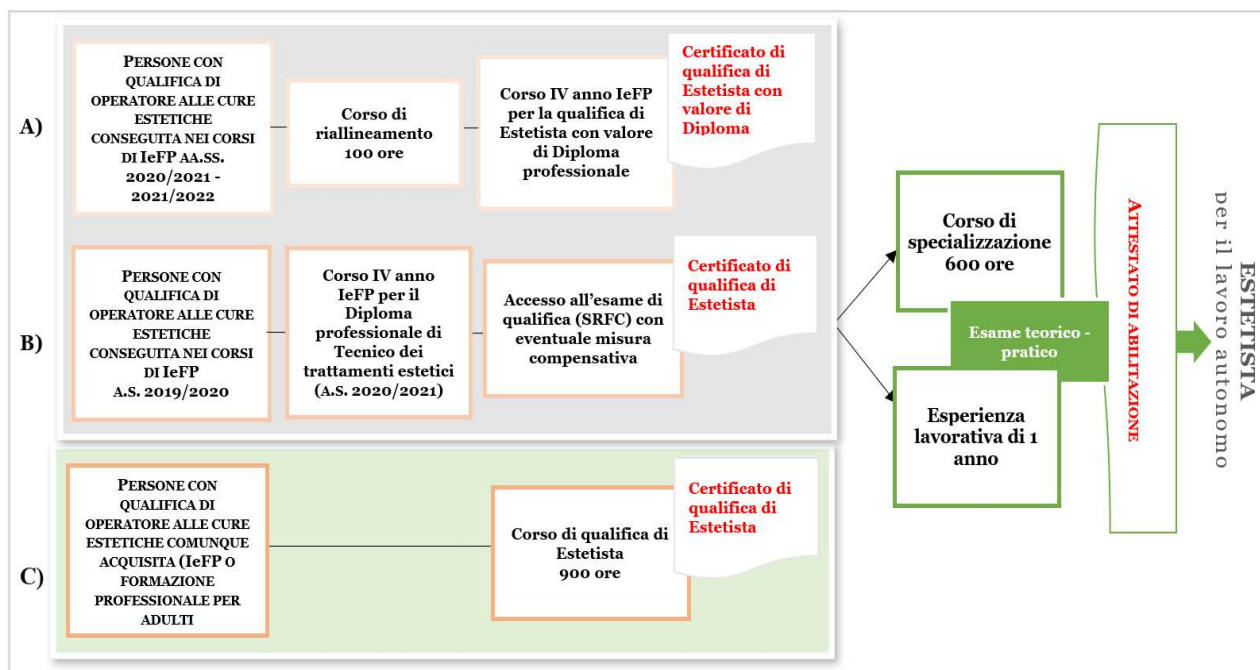 A)
PERSONE CON
QUALIFICA DI
OPERATORE ALLE CURE
ESTETICHE
CONSEGUITA NEI CORSI
DI IeFP AA.SS.
2020/2021 -
2021/2022
Corso di
riallineamento
100 ore
Corso IV anno IeFP
per la qualifica di
Estetista con valore
di Diploma
professionale
Certificato di
qualifica di
Estetista con
valore di
Diploma
B)
PERSONE CON
QUALIFICA DI
OPERATORE ALLE CURE
ESTETICHE
CONSEGUITA NEI CORSI
DI IeFP
A.S. 2019/2020
Corso IV anno
IeFP per il
Diploma
professionale di
Tecnico dei
trattamenti estetici
(A.S. 2020/2021)
Accesso all'esame di
qualifica (SRFC) con
eventuale misura
compensativa
Certificato di
qualifica di
Estetista
C)
PERSONE CON
QUALIFICA DI
OPERATORE ALLE CURE
ESTETICHE COMUNQUE
ACQUISITA (IeFP O
FORMAZIONE
PROFESSIONALE PER
ADULTI
Corso di qualifica di
Estetista
900 ore
Certificato di
qualifica di
Estetista
Corso di
specializzazione
600 ore
Esame teorico -
pratico
Esperienza
lavorativa di 1
anno
ATTESTATO DI ABILITAZIONE
ESTETISTA
per il lavoro autonomo